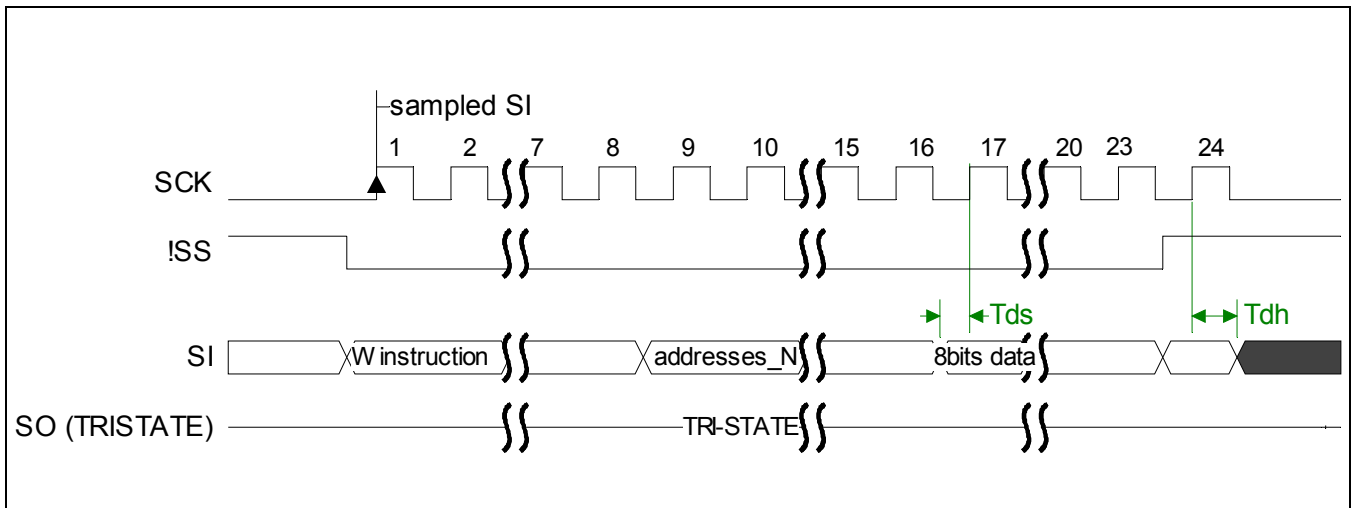 sampled SI
1 2 7 8 9 10 15 16 17 20 23 24
SCK
!SS
Tds Tdh
SI W instruction addresses_N 8bits data
SO (TRISTATE) TRI-STATE